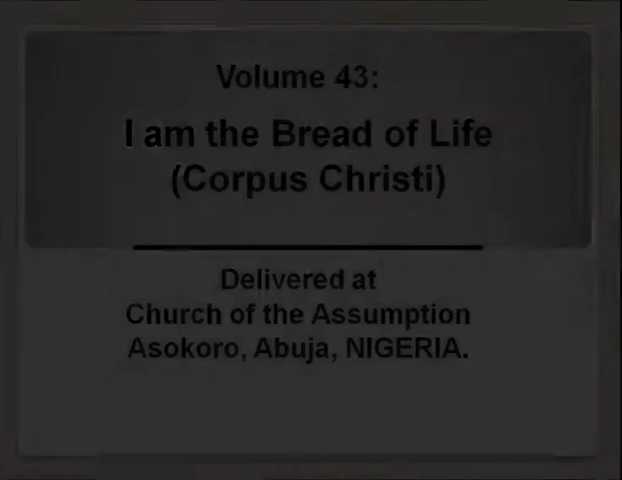 Volume 43:
I am the Bread of Life
(Corpus Christi)
Delivered at
Church of the Assumption
Asokoro, Abuja, NIGERIA.